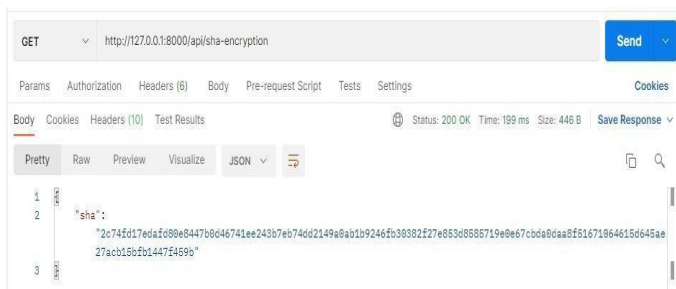 GET http://127.0.0.1:8000/api/sha-encryption Send
Params Authorization Headers (6) Body Pre-request Script Tests Settings Cookies
Body Cookies Headers (10) Test Results Status: 200 OK Time: 199 ms Size: 446 B Save Response
Pretty Raw Preview Visualize JSON
1 {
2 "sha":
"2c74fd17edafd80e8447b0d46741ee243b7eb74dd2149a0ab1b9246fb30382f27e853d8585719e0e67cbda0daa8f51671064615d645ae
27acb15bfb1447f459b"
3 }